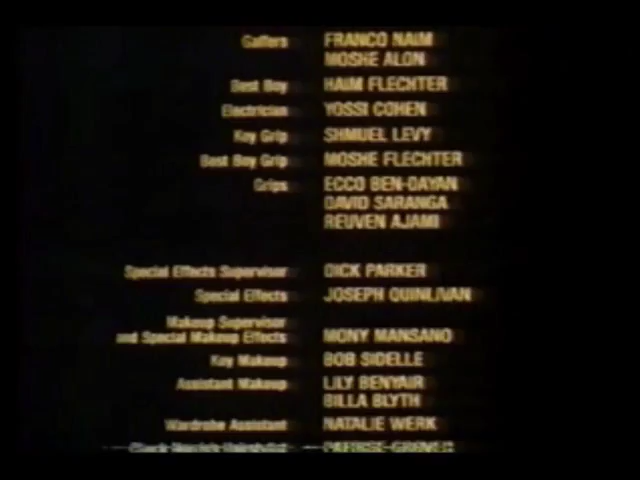 Gaffers FRANCO NAIM
MOSHE ALON
Best Boy HAIM FLECHTER
Electrician YOSSI COHEN
Key Grip SHMUEL LEVY
Best Boy Grip MOSHE FLECHTER
Grips ECCO BEN-DAYAN
DAVID SARANGA
REUVEN AJAMI
Special Effects Supervisor DICK PARKER
Special Effects JOSEPH QUINLIVAN
Makeup Supervisor
and Special Makeup Effects MONY MANSANO
Key Makeup BOB SIDELLE
Assistant Makeup LILY BENYAIR
BILLA BLYTH
Wardrobe Assistant NATALIE WERK